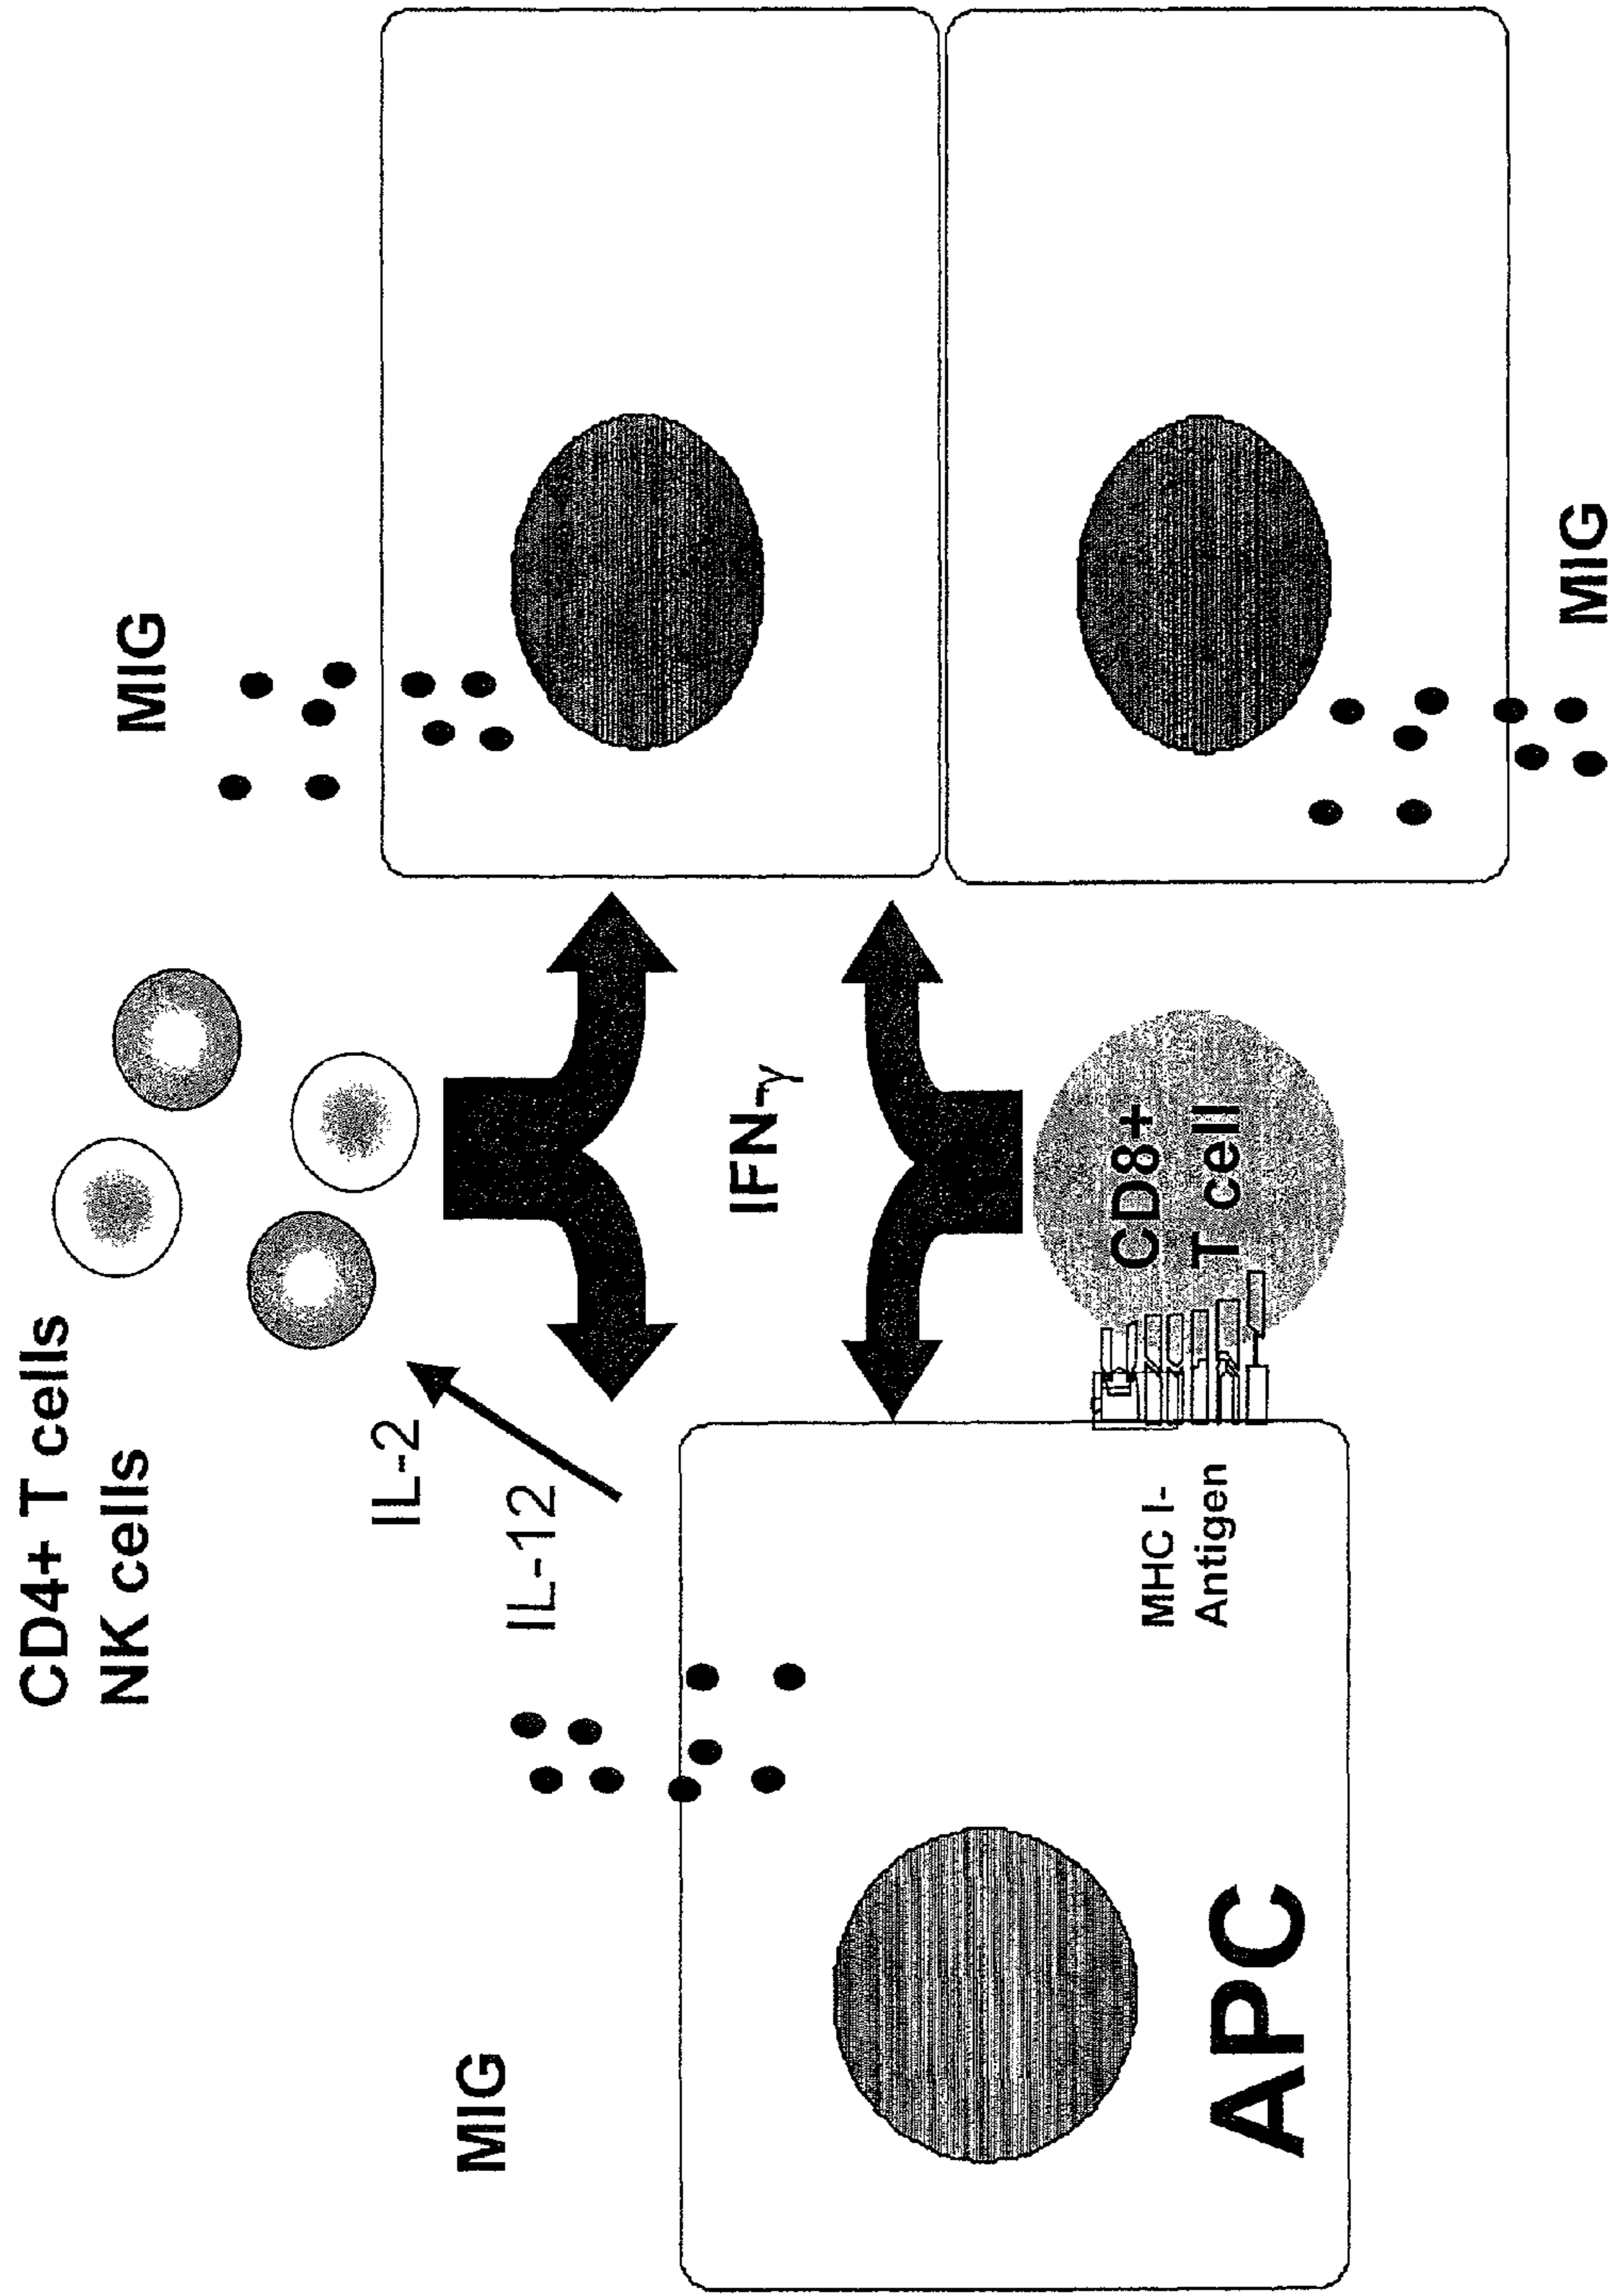 CD4+ T cells
NK cells
MIG
IL-2
IL-12
MIG
IFN-γ
MHC I-
Antigen
CD8+
T cell
APC
MIG